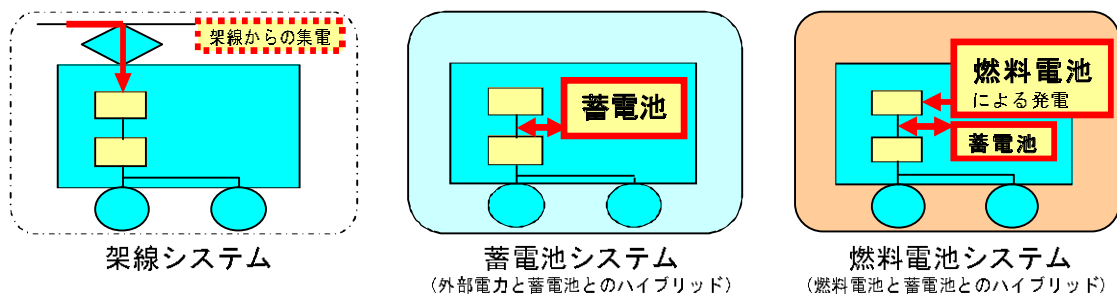 架線からの集電
架線システム
蓄電池
蓄電池システム
(外部電力と蓄電池とのハイブリッド)
燃料電池
による発電
蓄電池
燃料電池システム
(燃料電池と蓄電池とのハイブリッド)